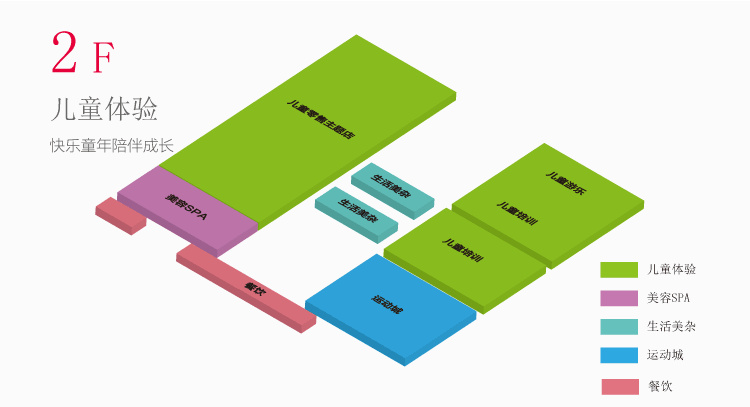 2F
儿童体验
快乐童年陪伴成长
儿童零售主题店
美容SPA
生活美杂
生活美杂
儿童游乐
儿童培训
儿童培训
运动城
餐饮
儿童体验
美容SPA
生活美杂
运动城
餐饮